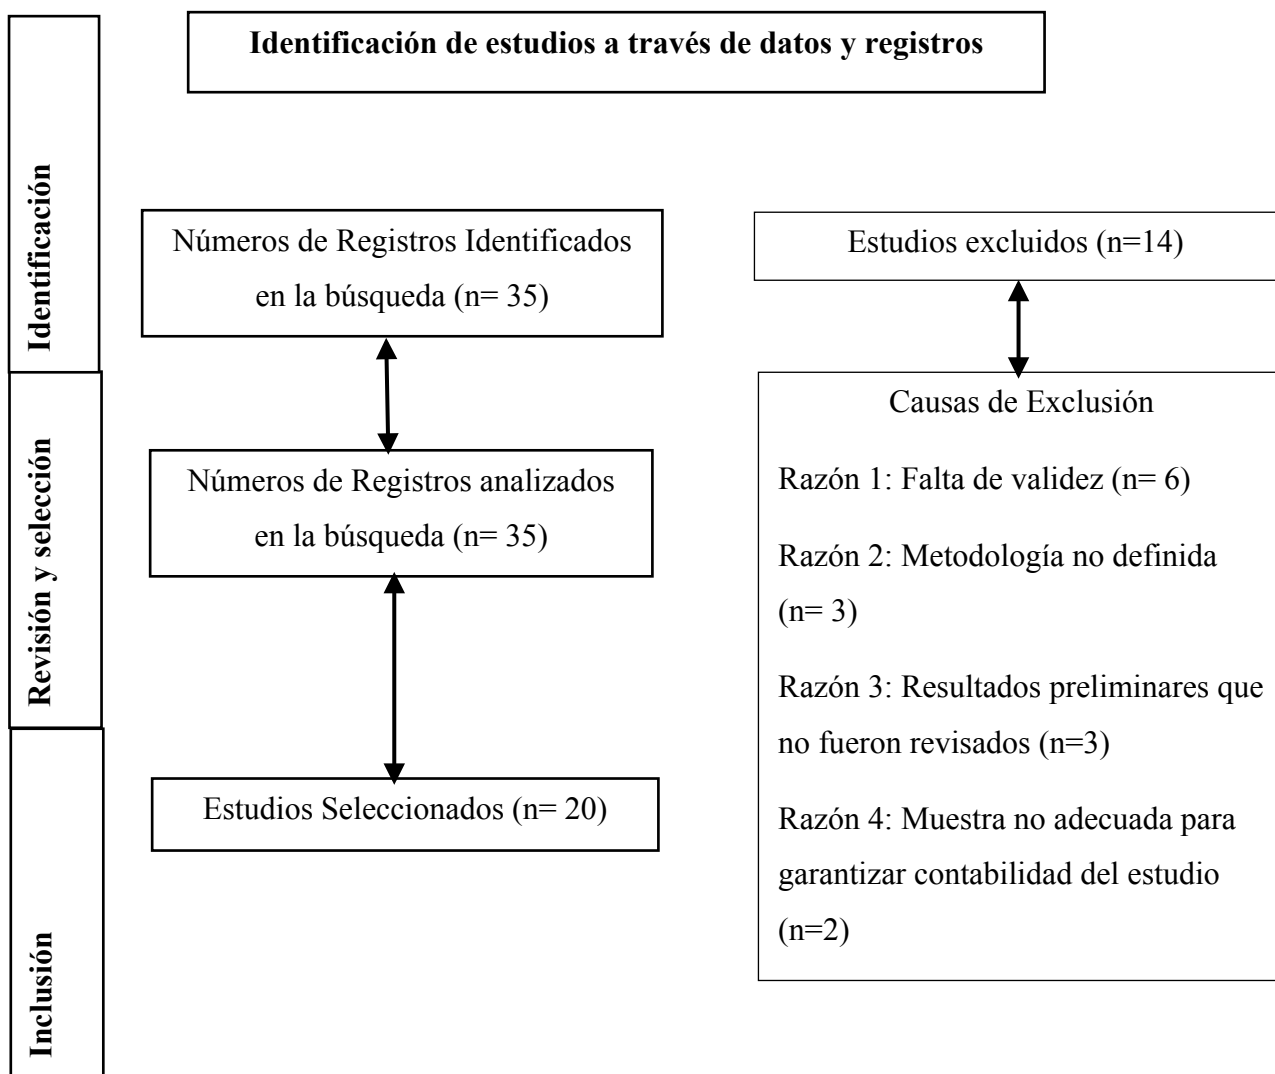 Identificación de estudios a través de datos y registros
Identificación
Números de Registros Identificados
en la búsqueda (n= 35)
Estudios excluidos (n=14)
Revisión y selección
Números de Registros analizados
en la búsqueda (n= 35)
Causas de Exclusión
Razón 1: Falta de validez (n= 6)
Razón 2: Metodología no definida
(n= 3)
Razón 3: Resultados preliminares que
no fueron revisados (n=3)
Razón 4: Muestra no adecuada para
garantizar contabilidad del estudio
(n=2)
Inclusión
Estudios Seleccionados (n= 20)